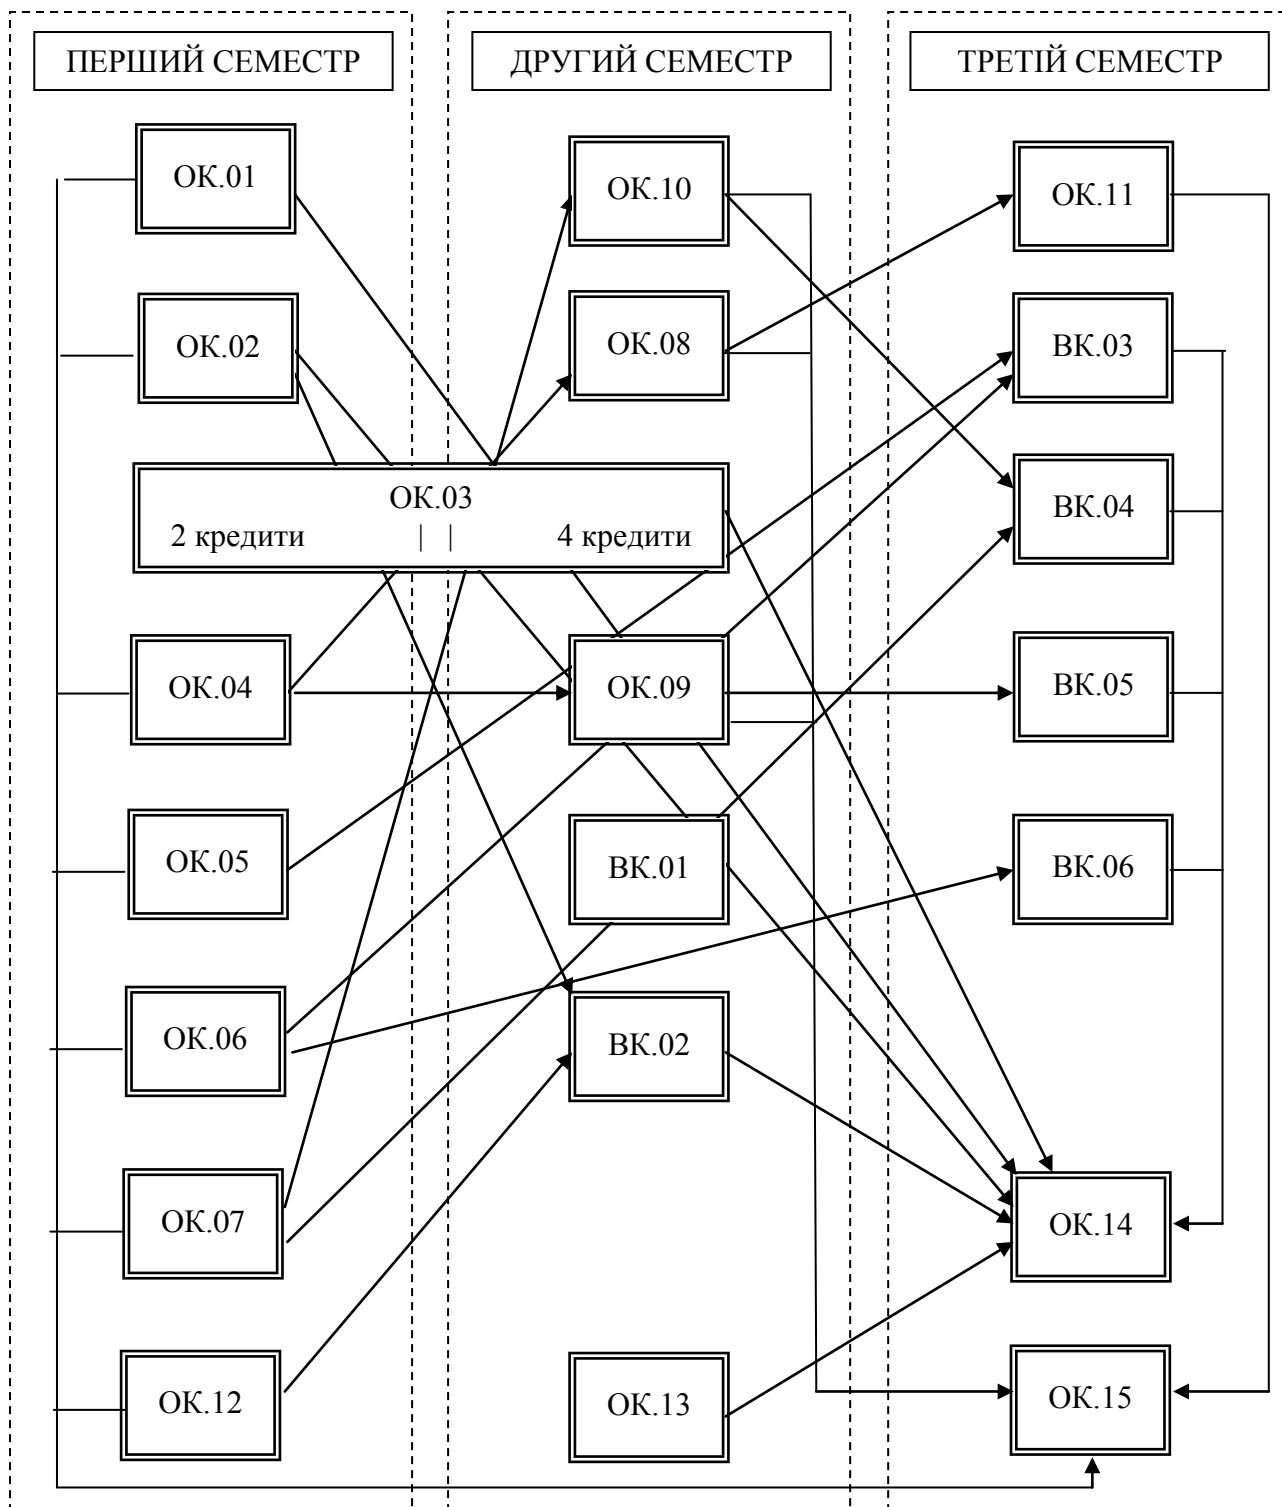 ПЕРШИЙ СЕМЕСТР
ДРУГИЙ СЕМЕСТР
ТРЕТІЙ СЕМЕСТР
ОК.01
ОК.10
ОК.11
ОК.02
ОК.08
ВК.03
ОК.03
2 кредити | | 4 кредити
ВК.04
ОК.04
ОК.09
ВК.05
ОК.05
ВК.01
ВК.06
ОК.06
ВК.02
ОК.07
ОК.14
ОК.12
ОК.13
ОК.15